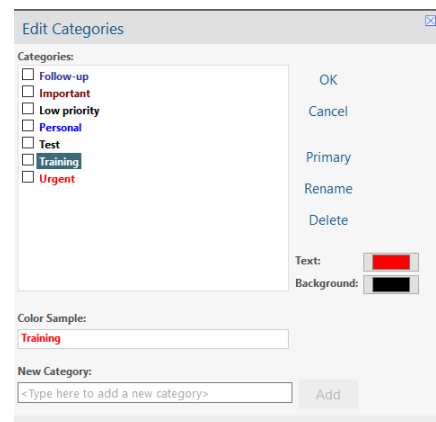 Edit Categories
Categories:
Follow-up
Important
Low priority
Personal
Test
Training
Urgent
OK
Cancel
Primary
Rename
Delete
Text:
Background:
Color Sample:
Training
New Category:
<Type here to add a new category>
Add